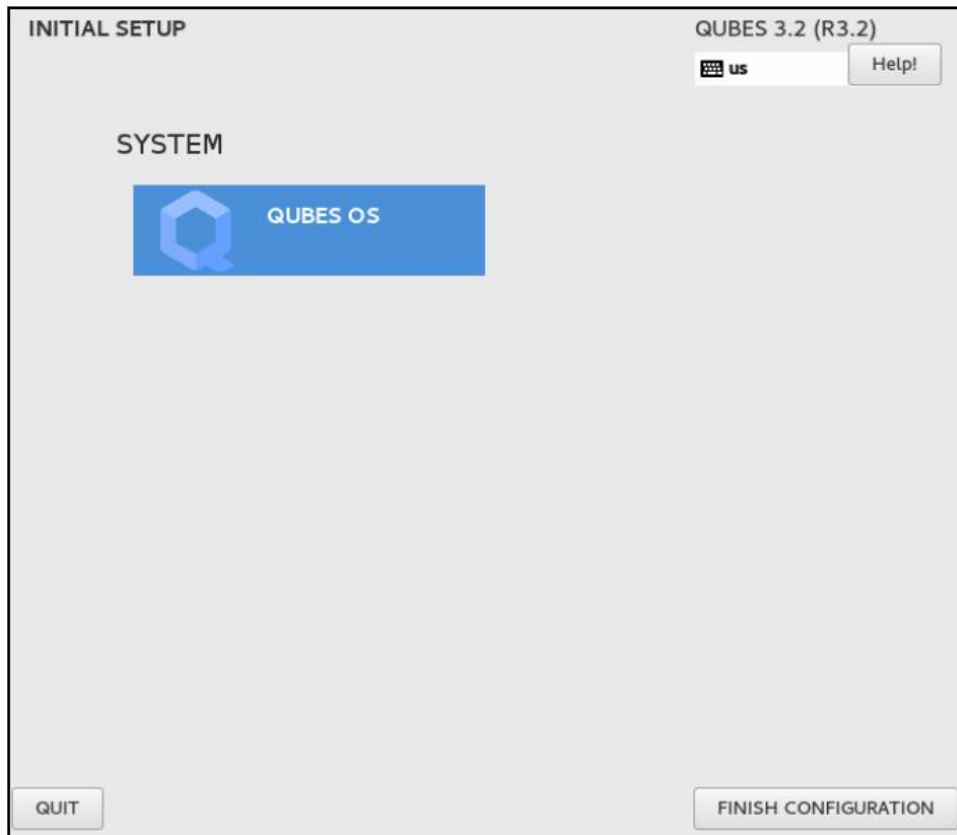 INITIAL SETUP
QUBES 3.2 (R3.2)
us
Help!
SYSTEM
QUBES OS
QUIT
FINISH CONFIGURATION